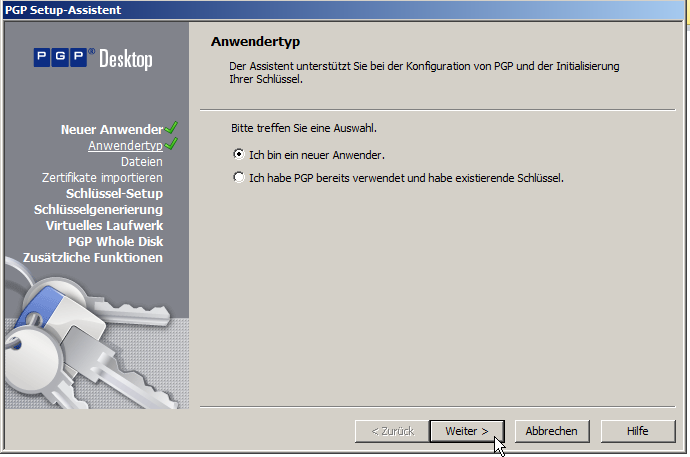 PGP Setup-Assistent
PGP® Desktop
Neuer Anwender
Anwendertyp
Dateien
Zertifikate importieren
Schlüssel-Setup
Schlüsselgenerierung
Virtuelles Laufwerk
PGP Whole Disk
Zusätzliche Funktionen
Anwendertyp
Der Assistent unterstützt Sie bei der Konfiguration von PGP und der Initialisierung
Ihrer Schlüssel.
Bitte treffen Sie eine Auswahl.
Ich bin ein neuer Anwender.
Ich habe PGP bereits verwendet und habe existierende Schlüssel.
< Zurück
Weiter >
Abbrechen
Hilfe